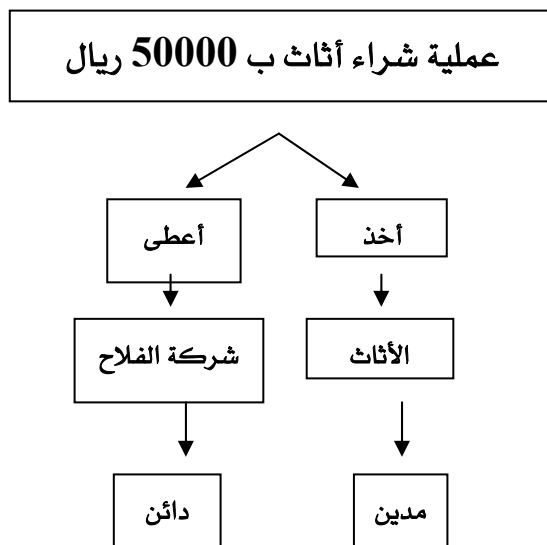 عملية شراء أثاث ب 50000 ريال
أخذ
أعطى
الأثاث
شركة الفلاح
مدين
دائن